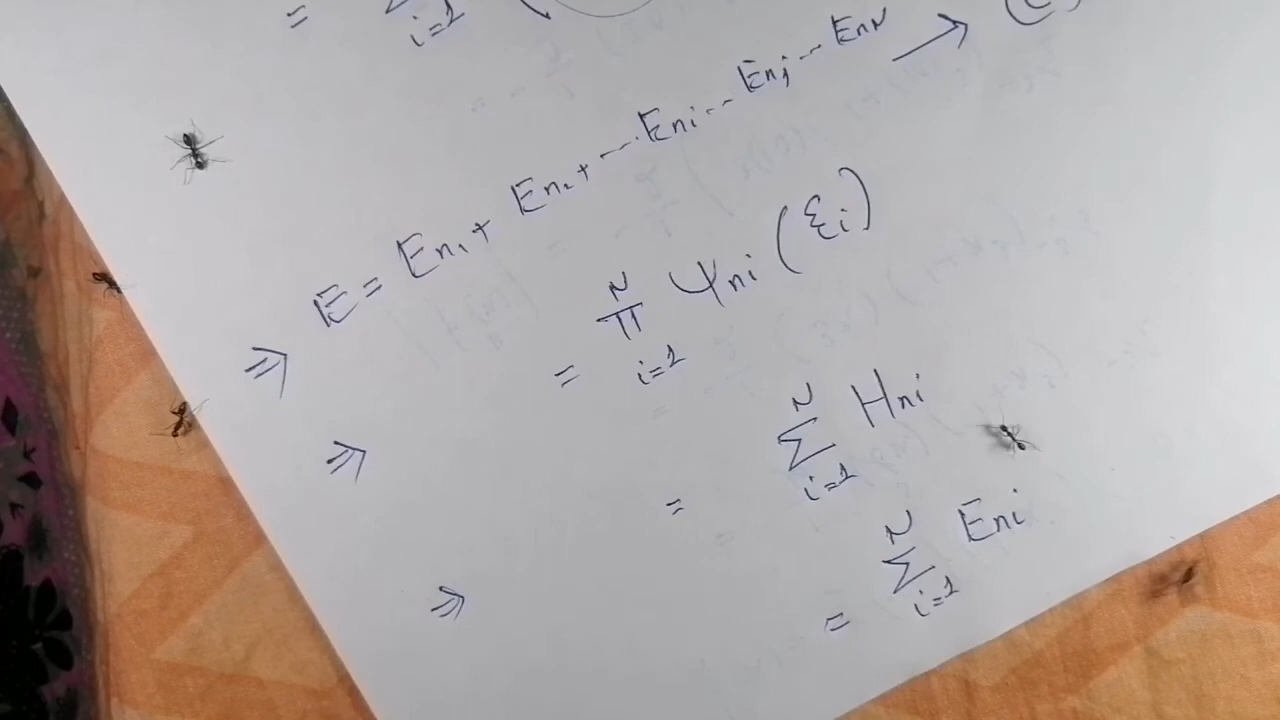 = Σ i=1
⇒ E = En₁ + En₂ + --- Eni -- Enj -- EnN ⟶
⇒ = N Π i=1 Ψni (ξi)
⇒ = N Σ i=1 Hni
= N Σ i=1 Eni